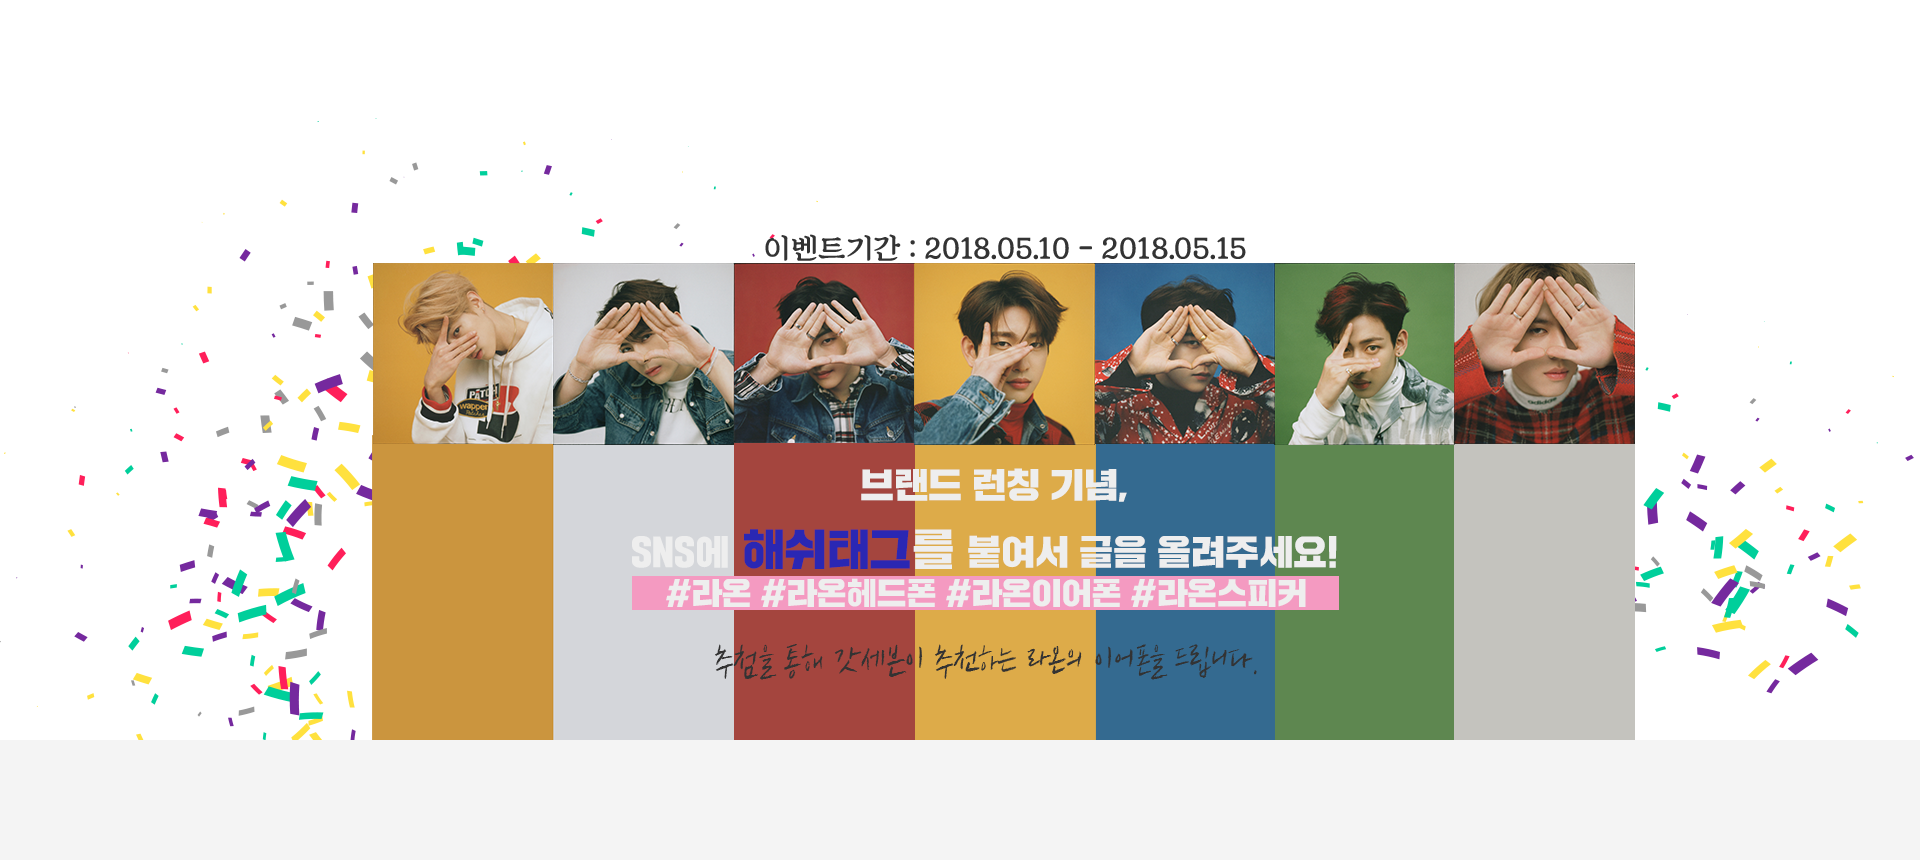 이벤트기간 : 2018.05.10 - 2018.05.15
브랜드 런칭 기념,
SNS에 해쉬태그를 붙여서 글을 올려주세요!
#라온 #라온헤드폰 #라온이어폰 #라온스피커
추첨을 통해 갓세븐이 추천하는 라온의 이어폰을 드립니다.